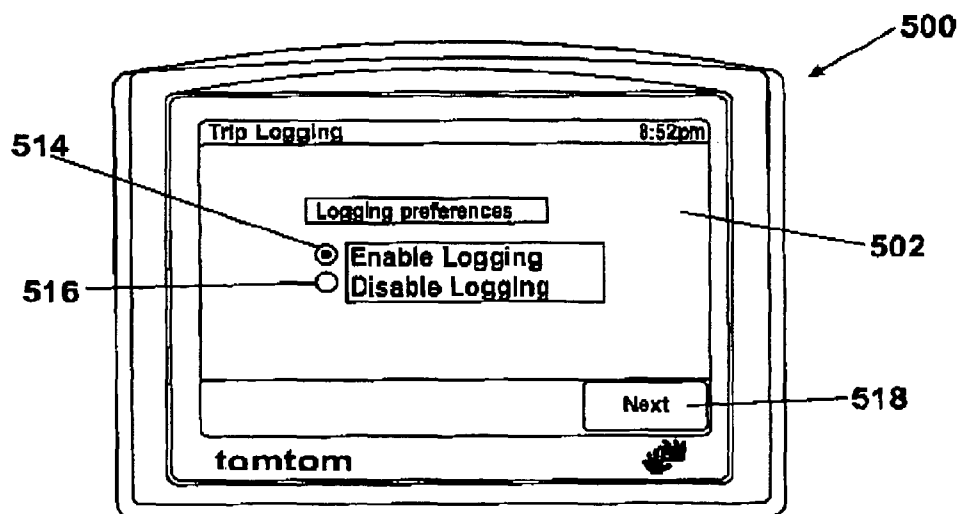 500
Trip Logging 8:52pm
514
Logging preferences
502
Enable Logging
516
Disable Logging
Next
518
tomtom